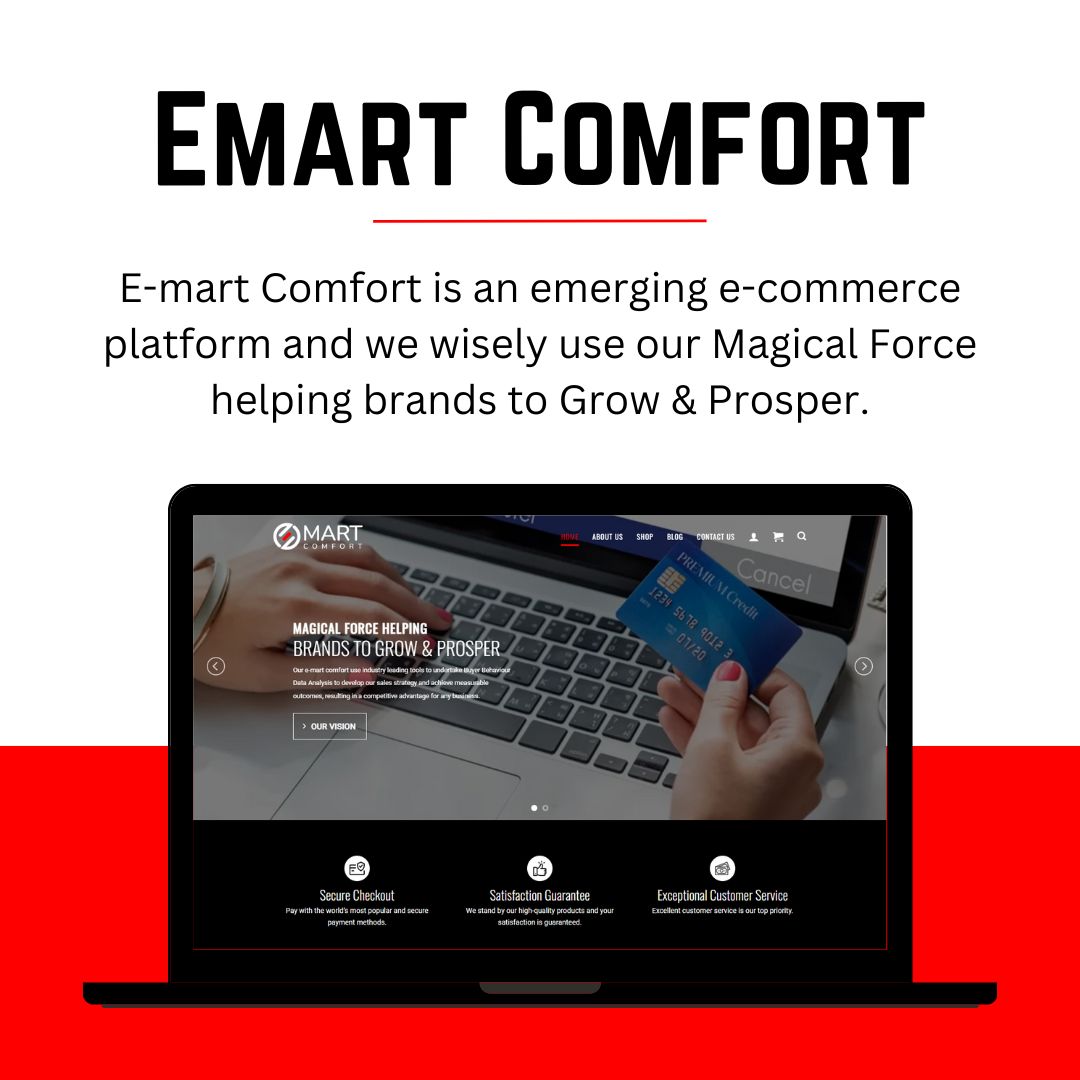 EMART COMFORT
E-mart Comfort is an emerging e-commerce
platform and we wisely use our Magical Force
helping brands to Grow & Prosper.
MART
COMFORT
HOME ABOUT US SHOP BLOG CONTACT US
Cancel
PREMIUM Credit
1234 5678 9012 3
07/20
MAGICAL FORCE HELPING
BRANDS TO GROW & PROSPER
Our e-mart comfort use industry leading tools to undertake Buyer Behaviour
Data Analysis to develop our sales strategy and achieve measurable
outcomes, resulting in a competitive advantage for any business.
> OUR VISION
Secure Checkout
Pay with the world's most popular and secure
payment methods.
Satisfaction Guarantee
We stand by our high-quality products and your
satisfaction is guaranteed.
Exceptional Customer Service
Excellent customer service is our top priority.